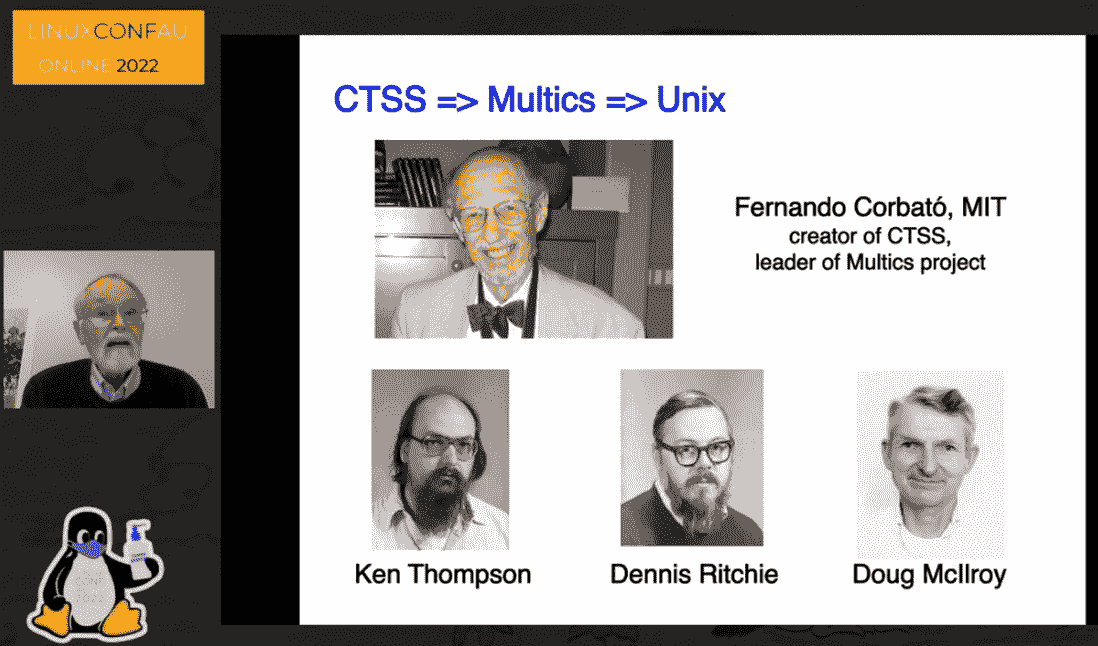 LINUXCONFAU
ONLINE 2022
CTSS => Multics => Unix
Fernando Corbató, MIT
creator of CTSS,
leader of Multics project
Ken Thompson
Dennis Ritchie
Doug McIlroy